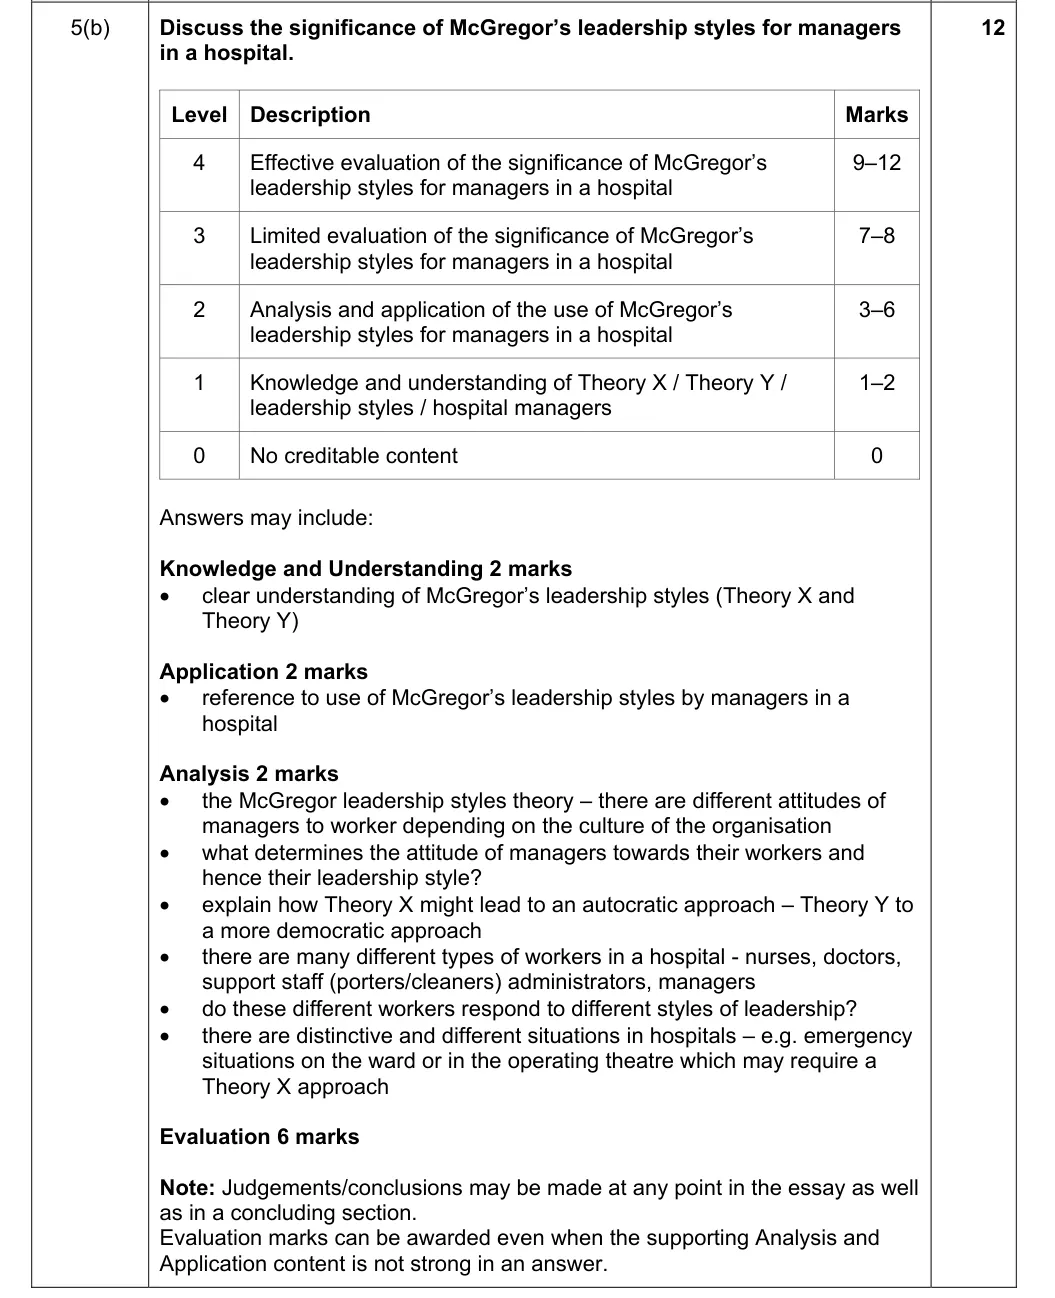 5(b) Discuss the significance of McGregor’s leadership styles for managers 12
in a hospital.
Level Description Marks
4 Effective evaluation of the significance of McGregor’s 9–12
leadership styles for managers in a hospital
3 Limited evaluation of the significance of McGregor’s 7–8
leadership styles for managers in a hospital
2 Analysis and application of the use of McGregor’s 3–6
leadership styles for managers in a hospital
1 Knowledge and understanding of Theory X / Theory Y / 1–2
leadership styles / hospital managers
0 No creditable content 0
Answers may include:
Knowledge and Understanding 2 marks
• clear understanding of McGregor’s leadership styles (Theory X and
Theory Y)
Application 2 marks
• reference to use of McGregor’s leadership styles by managers in a
hospital
Analysis 2 marks
• the McGregor leadership styles theory – there are different attitudes of
managers to worker depending on the culture of the organisation
• what determines the attitude of managers towards their workers and
hence their leadership style?
• explain how Theory X might lead to an autocratic approach – Theory Y to
a more democratic approach
• there are many different types of workers in a hospital - nurses, doctors,
support staff (porters/cleaners) administrators, managers
• do these different workers respond to different styles of leadership?
• there are distinctive and different situations in hospitals – e.g. emergency
situations on the ward or in the operating theatre which may require a
Theory X approach
Evaluation 6 marks
Note: Judgements/conclusions may be made at any point in the essay as well
as in a concluding section.
Evaluation marks can be awarded even when the supporting Analysis and
Application content is not strong in an answer.